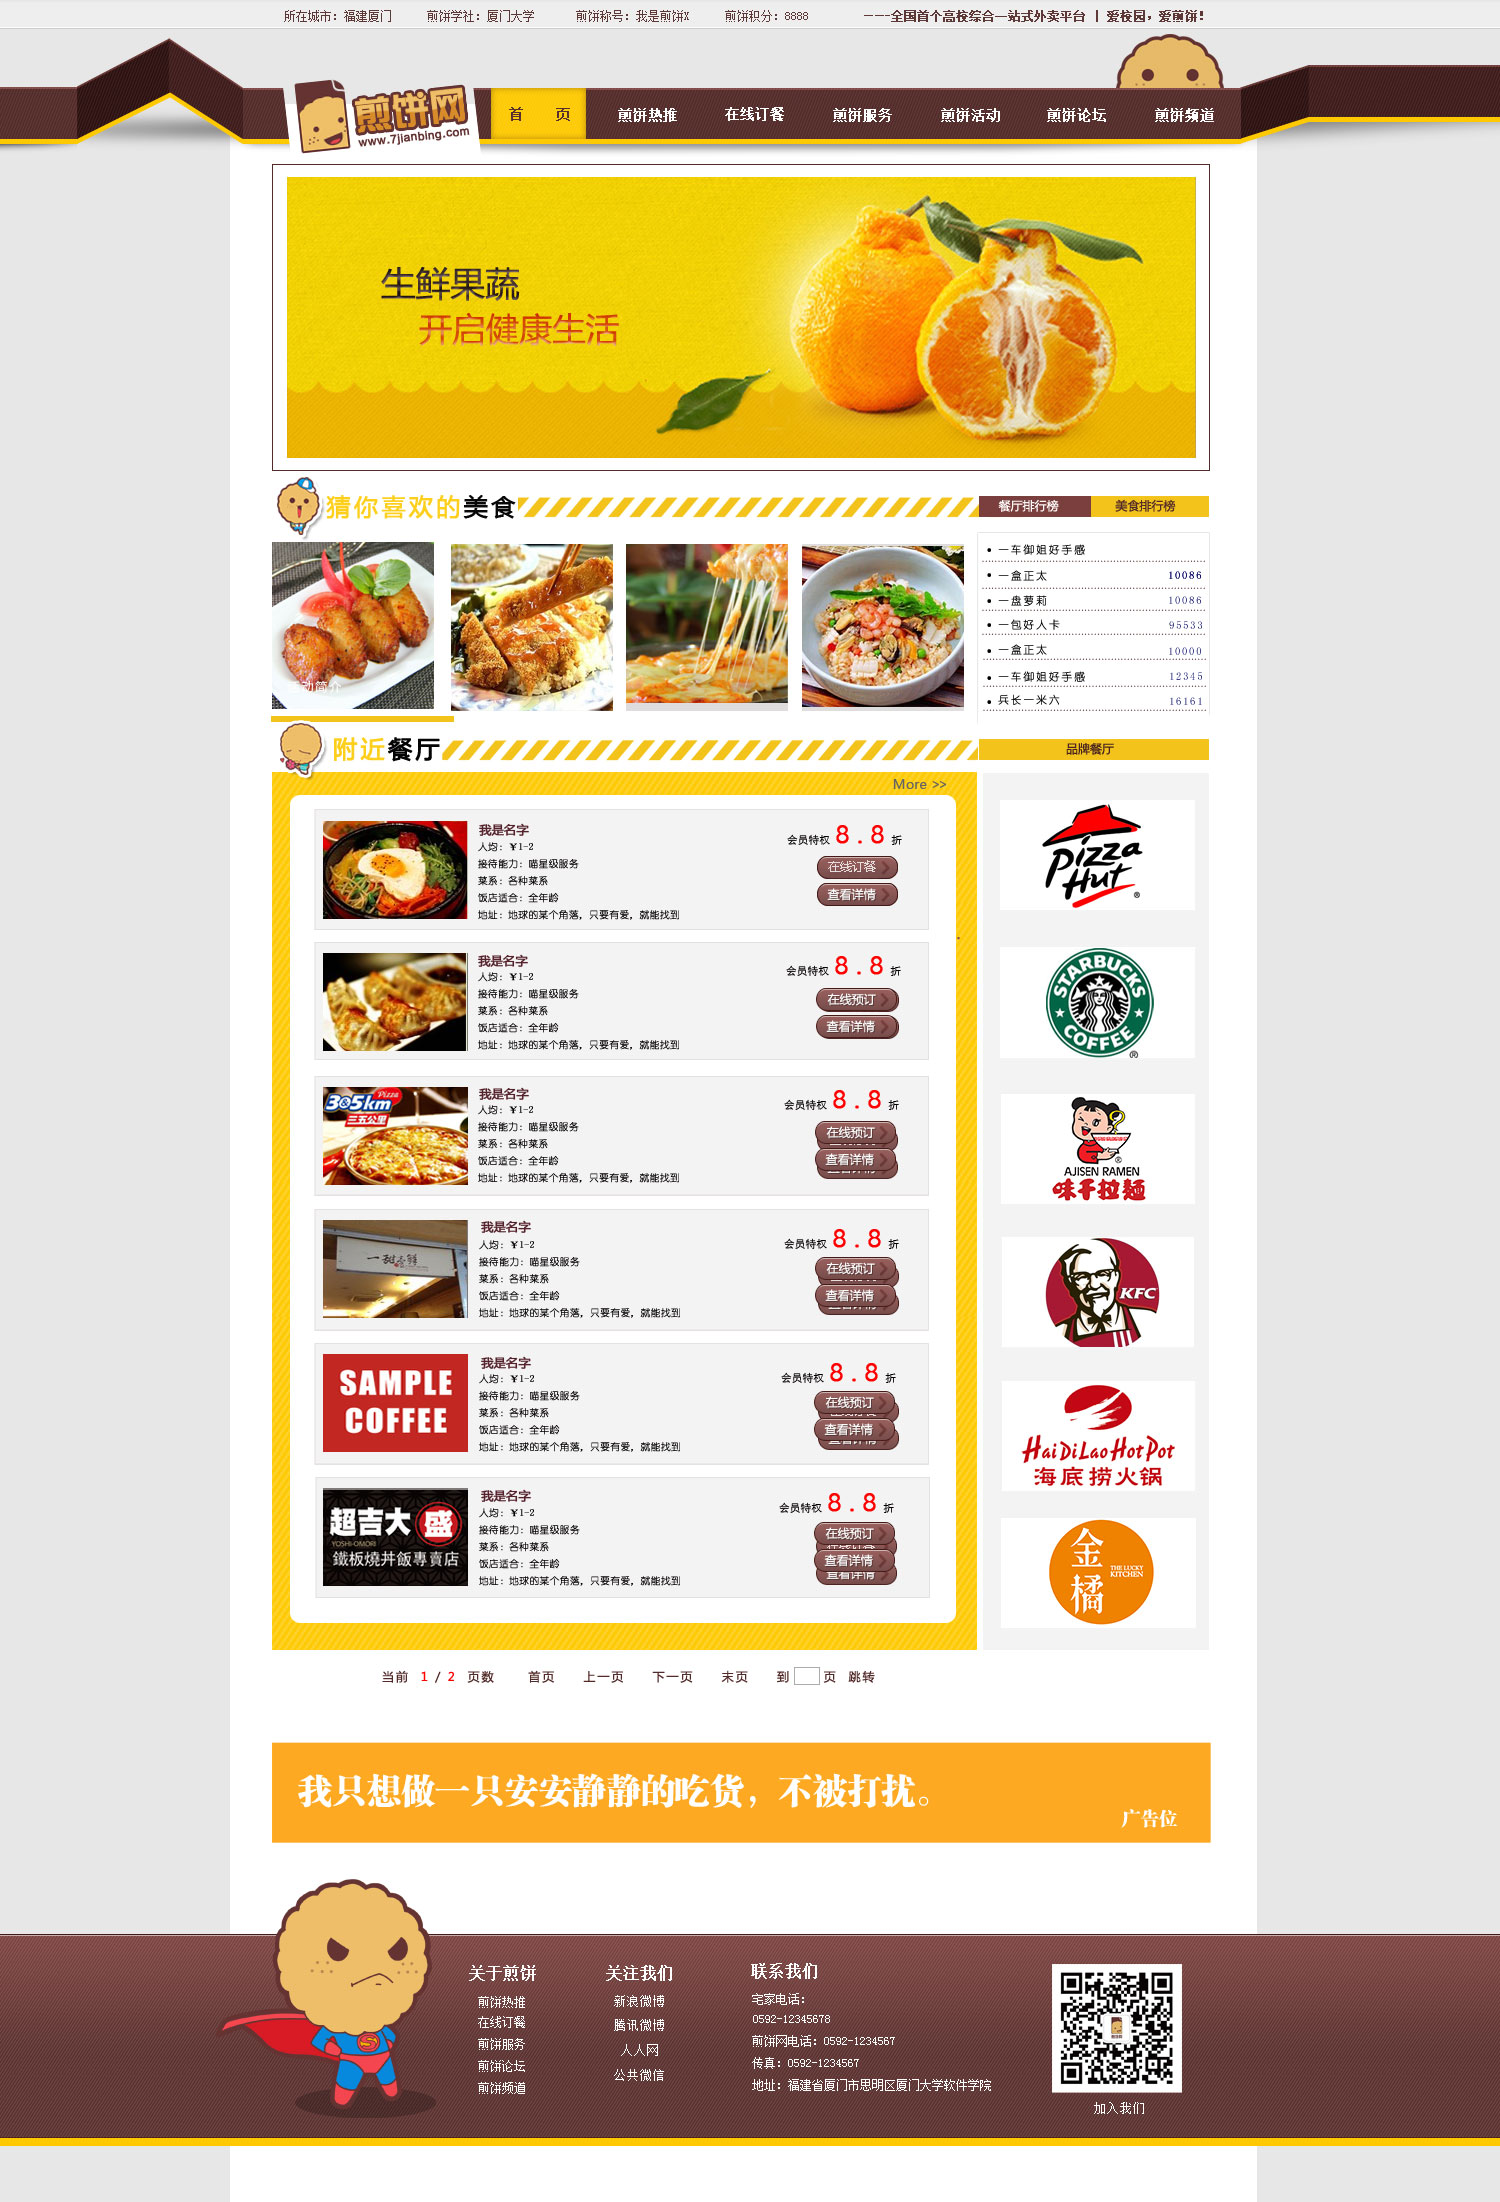 所在城市：福建厦门 煎饼学社：厦门大学 煎饼称号：我是煎饼X 煎饼积分：8888 ———全国首个高校综合一站式外卖平台 | 爱校园，爱煎饼！
煎饼网
www.7jianbing.com
首 页 煎饼热推 在线订餐 煎饼服务 煎饼活动 煎饼论坛 煎饼频道
生鲜果蔬
开启健康生活
猜你喜欢的美食
餐厅排行榜 美食排行榜
一车御姐好手感
一盒正太 10086
一盘萝莉 10086
一包好人卡 95533
一盒正太 10000
一车御姐好手感 12345
兵长一米六 16161
动简介
附近餐厅
品牌餐厅
More >>
我是名字
人均：￥1-2
接待能力：喵星级服务
菜系：各种菜系
饭店适合：全年龄
地址：地球的某个角落，只要有爱，就能找到
会员特权 8.8 折
在线订餐
查看详情
我是名字
人均：￥1-2
接待能力：喵星级服务
菜系：各种菜系
饭店适合：全年龄
地址：地球的某个角落，只要有爱，就能找到
会员特权 8.8 折
在线预订
查看详情
3&5km Pizza
三五公里
我是名字
人均：￥1-2
接待能力：喵星级服务
菜系：各种菜系
饭店适合：全年龄
地址：地球的某个角落，只要有爱，就能找到
会员特权 8.8 折
在线预订
查看详情
我是名字
人均：￥1-2
接待能力：喵星级服务
菜系：各种菜系
饭店适合：全年龄
地址：地球的某个角落，只要有爱，就能找到
会员特权 8.8 折
在线预订
查看详情
SAMPLE
COFFEE
我是名字
人均：￥1-2
接待能力：喵星级服务
菜系：各种菜系
饭店适合：全年龄
地址：地球的某个角落，只要有爱，就能找到
会员特权 8.8 折
在线预订
查看详情
超吉大盛
YOSHI-OMORI
鐵板燒丼飯專賣店
我是名字
人均：￥1-2
接待能力：喵星级服务
菜系：各种菜系
饭店适合：全年龄
地址：地球的某个角落，只要有爱，就能找到
会员特权 8.8 折
在线预订
查看详情
Pizza
Hut
®
STARBUCKS
COFFEE
®
AJISEN RAMEN
味千拉麵
KFC
HaiDiLao HotPot
海底捞火锅
金橘
THE LUCKY
KITCHEN
当前 1 / 2 页数 首页 上一页 下一页 末页 到 页 跳转
我只想做一只安安静静的吃货，不被打扰。
广告位
S
关于煎饼
煎饼热推
在线订餐
煎饼服务
煎饼论坛
煎饼频道
关注我们
新浪微博
腾讯微博
人人网
公共微信
联系我们
宅家电话：
0592-12345678
煎饼网电话：0592-1234567
传真：0592-1234567
地址：福建省厦门市思明区厦门大学软件学院
加入我们